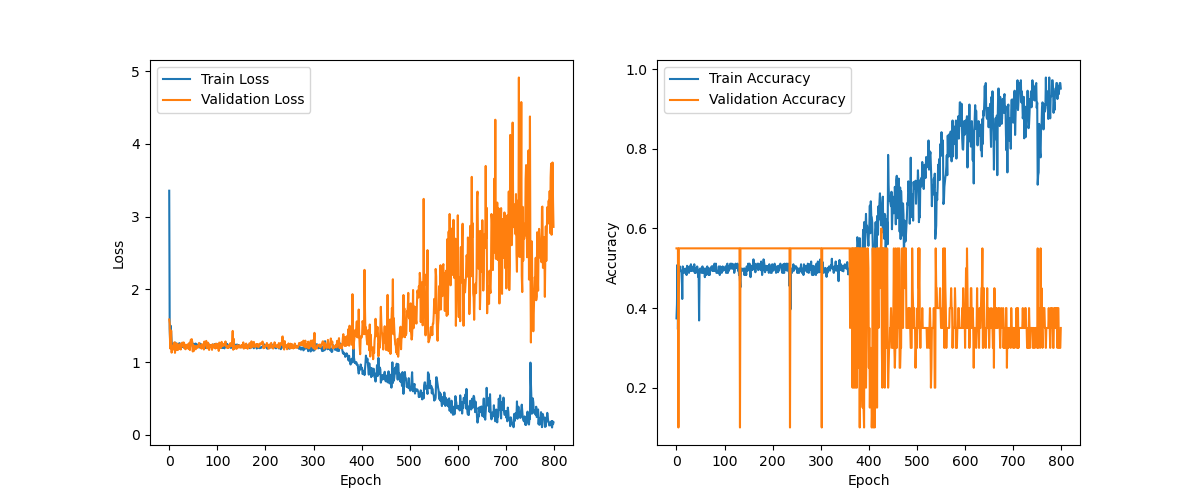 Train Loss
Validation Loss
5
4
3
2
1
0
0 100 200 300 400 500 600 700 800
Epoch
Loss
Train Accuracy
Validation Accuracy
1.0
0.8
0.6
0.4
0.2
0 100 200 300 400 500 600 700 800
Epoch
Accuracy